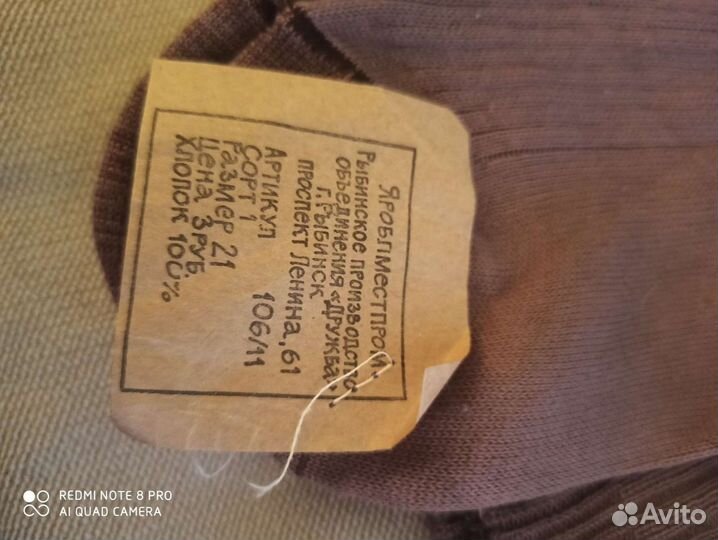 ЯРОБЛМЕСТПРОМ
РЫБИНСКОЕ ПРОИЗВОДСТВО
ОБЪЕДИНЕНИЯ «ДРУЖБА»
Г. РЫБИНСК
ПРОСПЕКТ ЛЕНИНА, 61
АРТИКУЛ 106/11
СОРТ 1
РАЗМЕР 21
ЦЕНА 3 РУБ.
ХЛОПОК 100%
REDMI NOTE 8 PRO
AI QUAD CAMERA
Avito